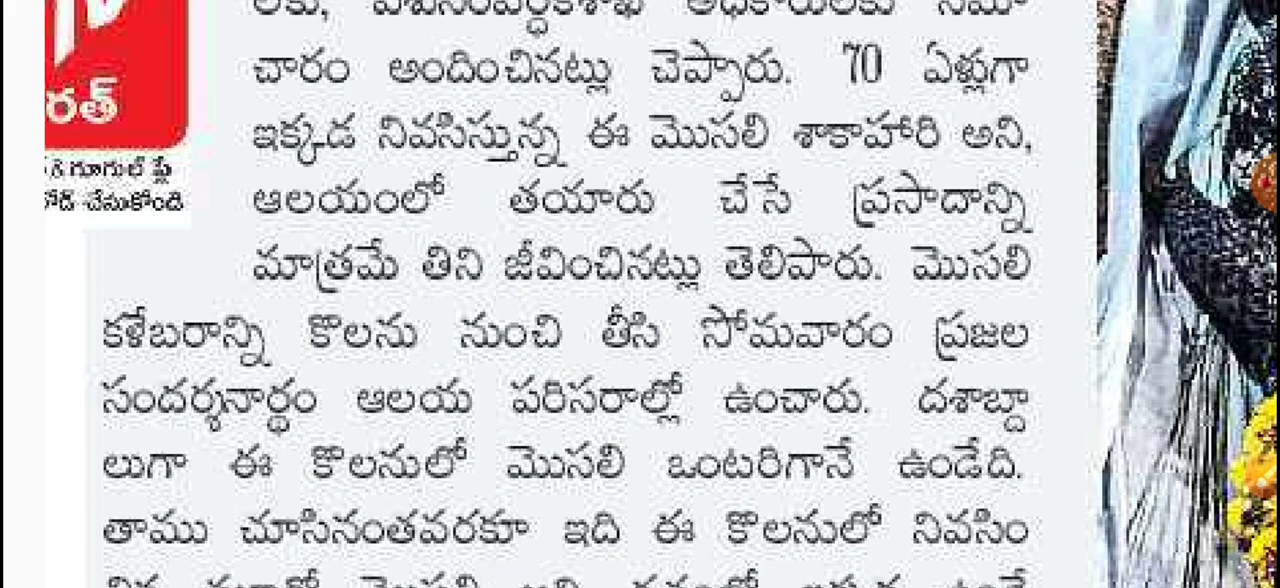 రత్
& గూగుల్ ప్లే
చేసుకోండి
చారం అందించినట్లు చెప్పారు. 70 ఏళ్లుగా
ఇక్కడ నివసిస్తున్న ఈ మొసలి శాకాహారి అని,
ఆలయంలో తయారు చేసే ప్రసాదాన్ని
మాత్రమే తిని జీవించినట్లు తెలిపారు. మొసలి
కళేబరాన్ని కొలను నుంచి తీసి సోమవారం ప్రజల
సందర్శనార్థం ఆలయ పరిసరాల్లో ఉంచారు. దశాబ్దా
లుగా ఈ కొలనులో మొసలి ఒంటరిగానే ఉండేది.
తాము చూసినంతవరకూ ఇది ఈ కొలనులో నివసిం